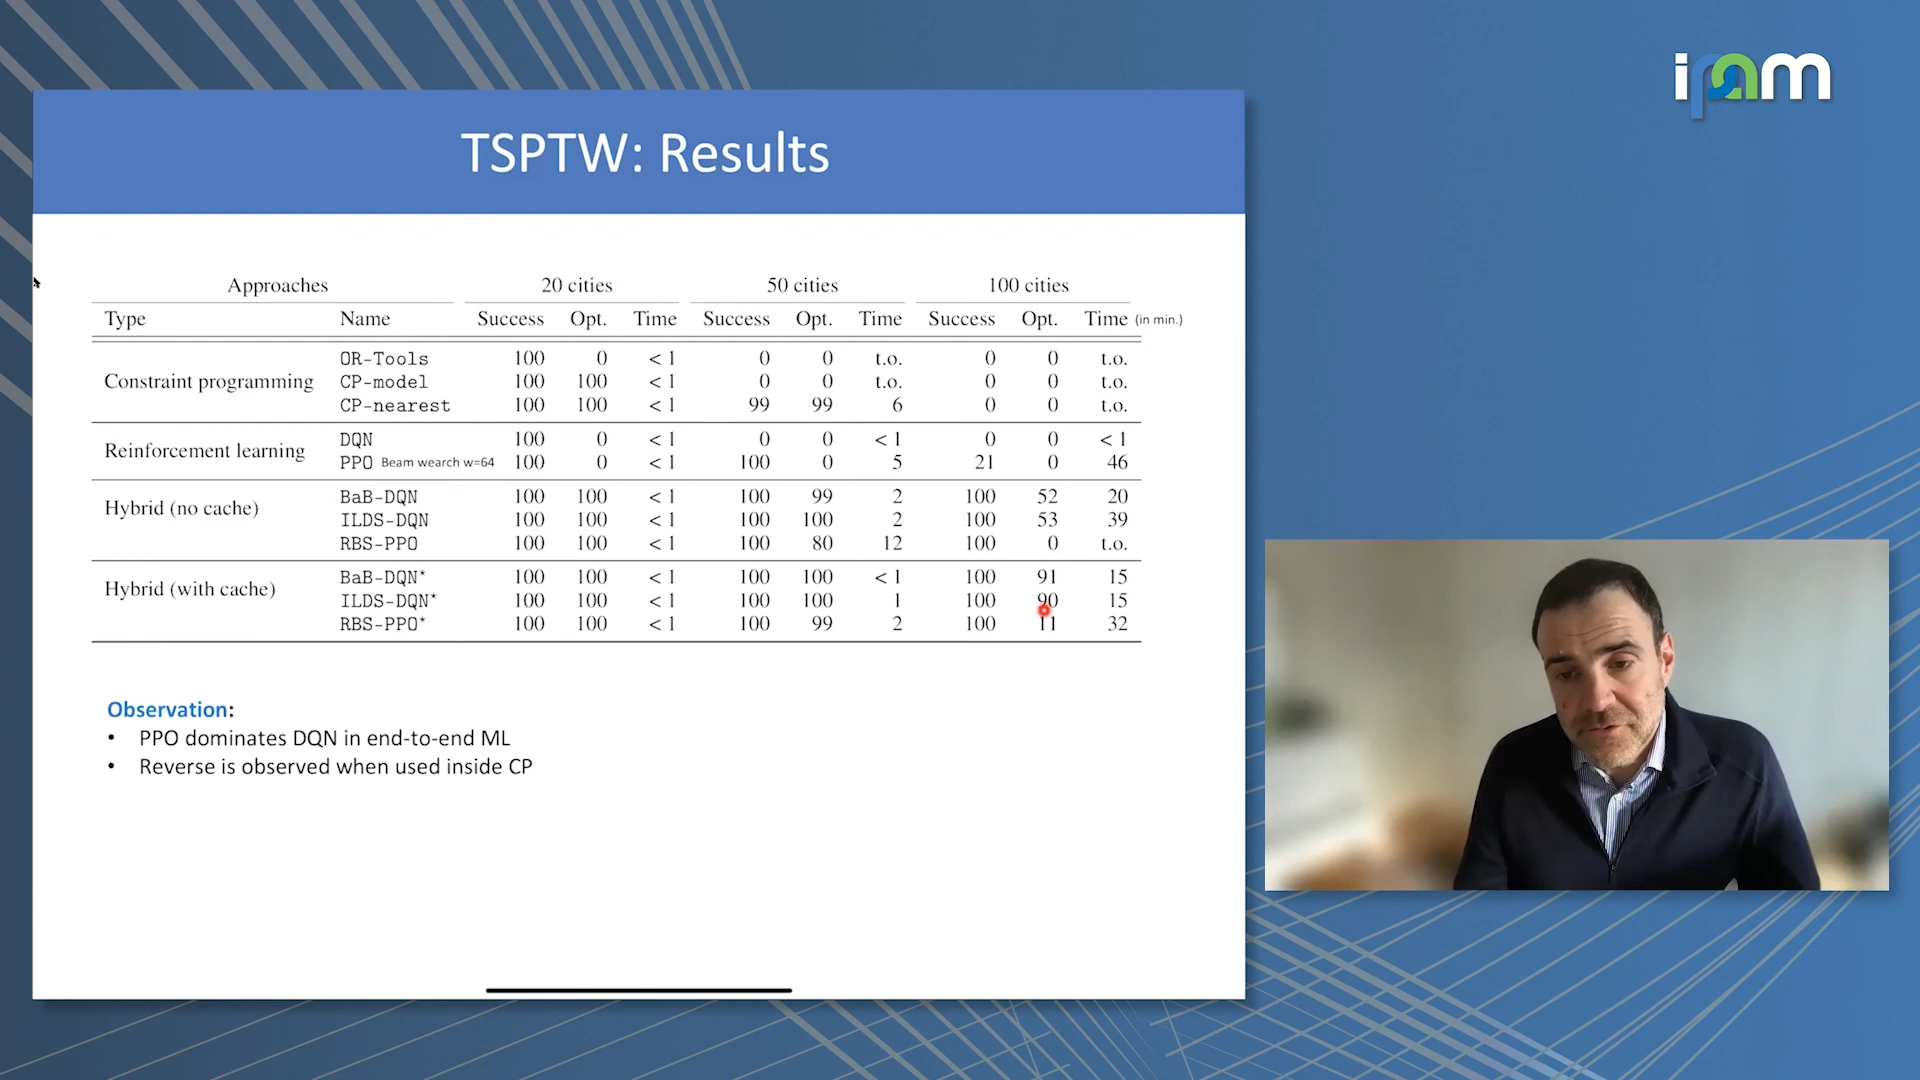 ipam
TSPTW: Results
Approaches 20 cities 50 cities 100 cities
Type Name Success Opt. Time Success Opt. Time Success Opt. Time (in min.)
OR-Tools 100 0 < 1 0 0 t.o. 0 0 t.o.
Constraint programming CP-model 100 100 < 1 0 0 t.o. 0 0 t.o.
CP-nearest 100 100 < 1 99 99 6 0 0 t.o.
DQN 100 0 < 1 0 0 < 1 0 0 < 1
Reinforcement learning
PPO Beam wearch w=64 100 0 < 1 100 0 5 21 0 46
BaB-DQN 100 100 < 1 100 99 2 100 52 20
Hybrid (no cache)
ILDS-DQN 100 100 < 1 100 100 2 100 53 39
RBS-PPO 100 100 < 1 100 80 12 100 0 t.o.
BaB-DQN* 100 100 < 1 100 100 < 1 100 91 15
Hybrid (with cache)
ILDS-DQN* 100 100 < 1 100 100 1 100 90 15
RBS-PPO* 100 100 < 1 100 99 2 100 11 32
Observation:
• PPO dominates DQN in end-to-end ML
• Reverse is observed when used inside CP